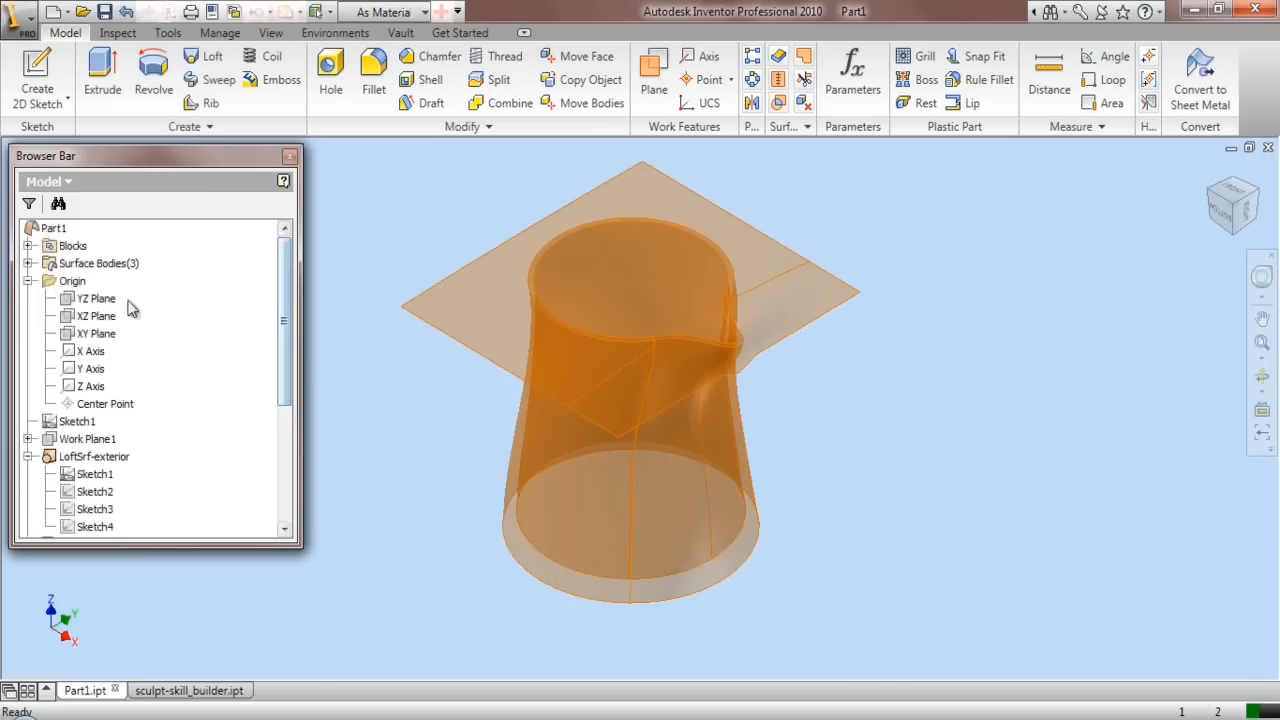 As Material
Autodesk Inventor Professional 2010 Part1
PRO Model Inspect Tools Manage View Environments Vault Get Started
Create 2D Sketch
Extrude
Revolve
Loft Coil
Sweep Emboss
Rib
Hole
Fillet
Chamfer Thread Move Face
Shell Split Copy Object
Draft Combine Move Bodies
Plane
Axis
Point
UCS
fx
Parameters
Grill Snap Fit
Boss Rule Fillet
Rest Lip
Distance
Angle
Loop
Area
Convert to
Sheet Metal
Sketch Create Modify Work Features P... Surf... Parameters Plastic Part Measure H... Convert
Browser Bar
Model
Part1
Blocks
Surface Bodies(3)
Origin
YZ Plane
XZ Plane
XY Plane
X Axis
Y Axis
Z Axis
Center Point
Sketch1
Work Plane1
LoftSrf-exterior
Sketch1
Sketch2
Sketch3
Sketch4
FRONT
BOTTOM
Z
Y
X
Part1.ipt sculpt-skill_builder.ipt
Ready 1 2